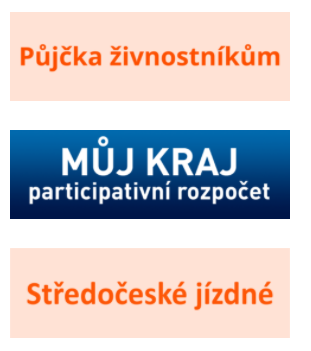 Půjčka živnostníkům
MŮJ KRAJ
participativní rozpočet
Středočeské jízdné